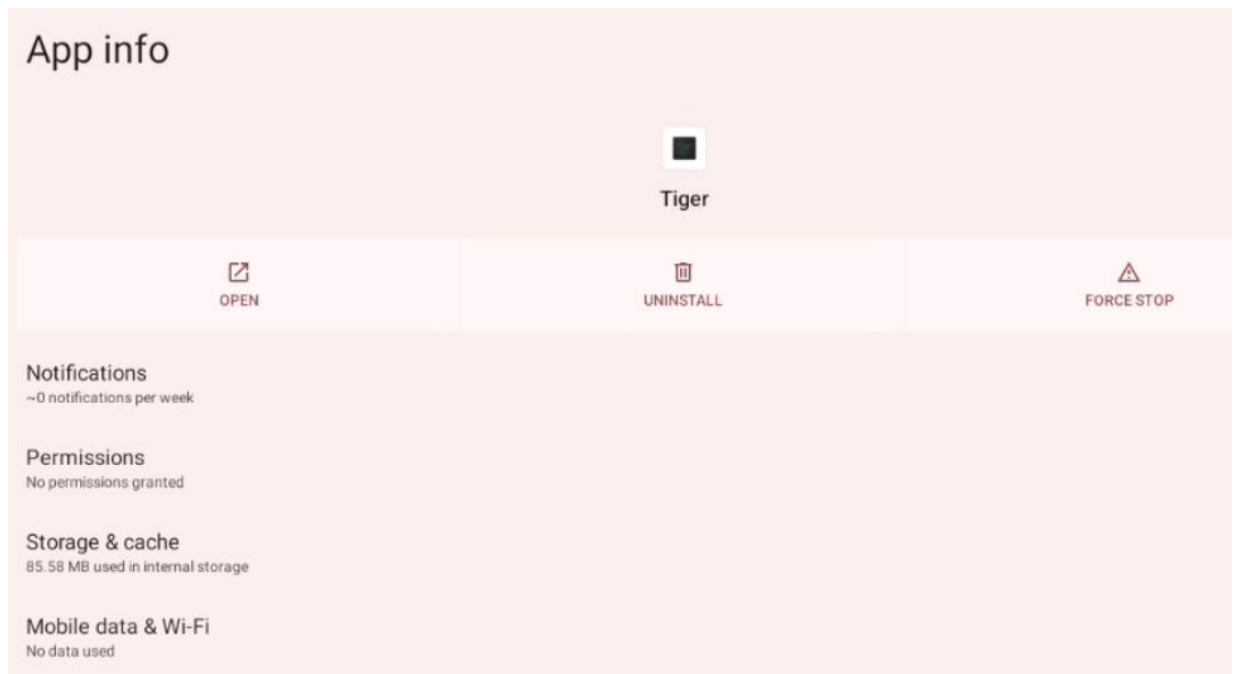 App info
Tiger
OPEN
UNINSTALL
FORCE STOP
Notifications
~0 notifications per week
Permissions
No permissions granted
Storage & cache
85.58 MB used in internal storage
Mobile data & Wi-Fi
No data used